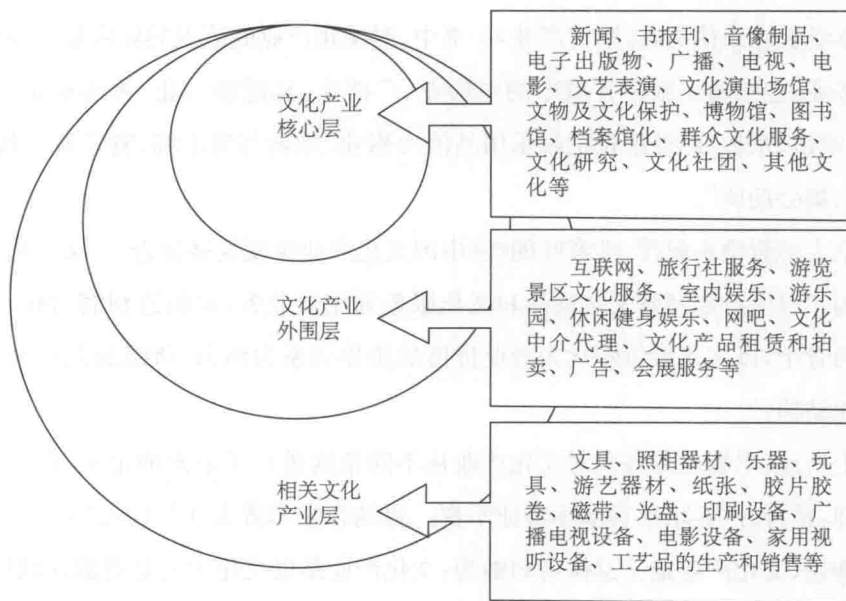 文化产业
核心层
新闻、书报刊、音像制品、
电子出版物、广播、电视、电
影、文艺表演、文化演出场馆、
文物及文化保护、博物馆、图书
馆、档案馆化、群众文化服务、
文化研究、文化社团、其他文
化等
文化产业
外围层
互联网、旅行社服务、游览
景区文化服务、室内娱乐、游乐
园、休闲健身娱乐、网吧、文化
中介代理、文化产品租赁和拍
卖、广告、会展服务等
相关文化
产业层
文具、照相器材、乐器、玩
具、游艺器材、纸张、胶片胶
卷、磁带、光盘、印刷设备、广
播电视设备、电影设备、家用视
听设备、工艺品的生产和销售等